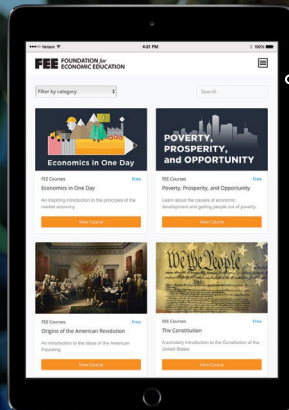 Verizon
4:21 PM
100%
FEE FOUNDATION for
ECONOMIC EDUCATION
Filter by category
Search
Economics in One Day
FEE Courses Free
Economics in One Day
An inspiring introduction to the principles of the
market economy
View Course
POVERTY,
PROSPERITY,
and OPPORTUNITY
FEE Courses Free
Poverty, Prosperity, and Opportunity
Learn about the causes of economic
development and getting people out of poverty.
View Course
FEE Courses Free
Origins of the American Revolution
An introduction to the ideas of the American
Founding.
View Course
We the People
FEE Courses Free
The Constitution
A scholarly introduction to the Constitution of the
United States.
View Course